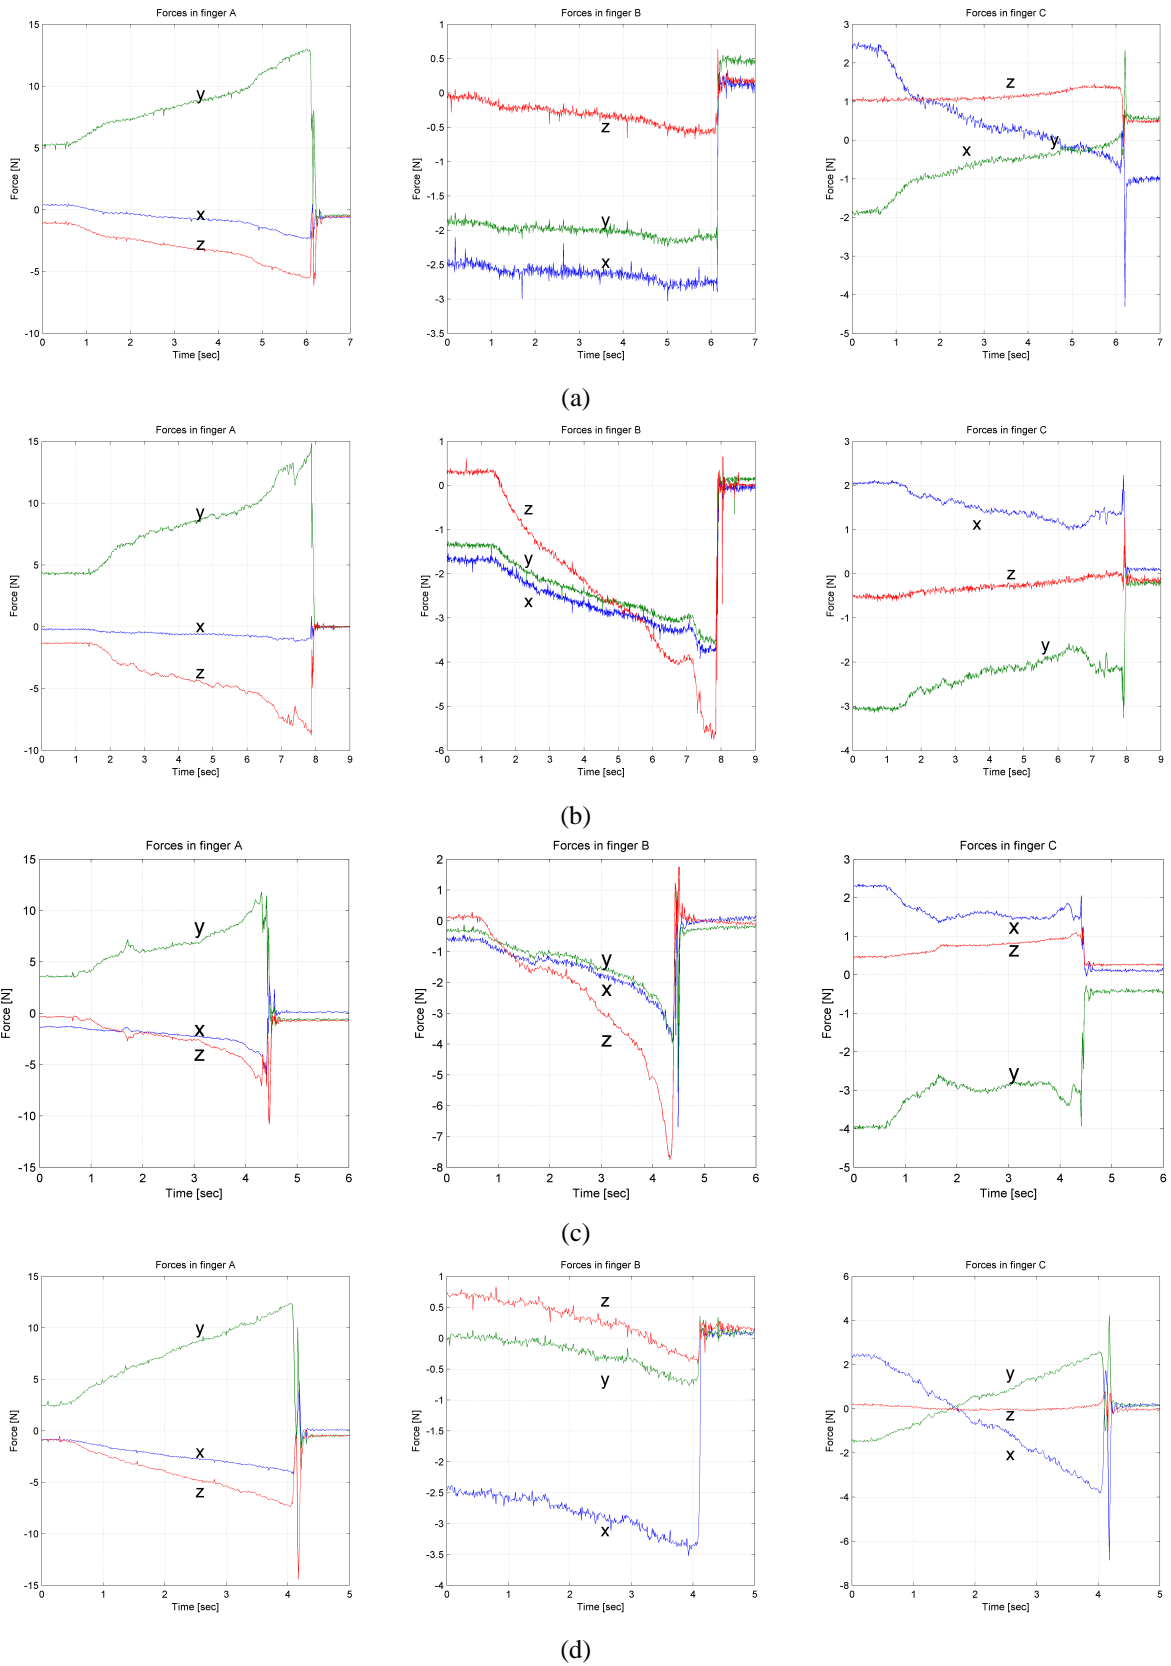 Forces in finger A
Force [N]
15
10
5
0
-5
-10
y
x
z
0 1 2 3 4 5 6 7
Time [sec]
Forces in finger B
Force [N]
1
0.5
0
-0.5
-1
-1.5
-2
-2.5
-3
-3.5
z
y
x
0 1 2 3 4 5 6 7
Time [sec]
Forces in finger C
Force [N]
3
2
1
0
-1
-2
-3
-4
-5
z
y
x
0 1 2 3 4 5 6 7
Time [sec]
(a)
Forces in finger A
Force [N]
15
10
5
0
-5
-10
y
x
z
0 1 2 3 4 5 6 7 8 9
Time [sec]
Forces in finger B
Force [N]
1
0
-1
-2
-3
-4
-5
-6
z
y
x
0 1 2 3 4 5 6 7 8 9
Time [sec]
Forces in finger C
Force [N]
3
2
1
0
-1
-2
-3
-4
x
z
y
0 1 2 3 4 5 6 7 8 9
Time [sec]
(b)
Forces in finger A
Force [N]
15
10
5
0
-5
-10
-15
y
x
z
0 1 2 3 4 5 6
Time [sec]
Forces in finger B
Force [N]
2
1
0
-1
-2
-3
-4
-5
-6
-7
-8
y
x
z
0 1 2 3 4 5 6
Time [sec]
Forces in finger C
Force [N]
3
2
1
0
-1
-2
-3
-4
-5
x
z
y
0 1 2 3 4 5 6
Time [sec]
(c)
Forces in finger A
Force [N]
15
10
5
0
-5
-10
-15
y
x
z
0 1 2 3 4 5
Time [sec]
Forces in finger B
Force [N]
1
0.5
0
-0.5
-1
-1.5
-2
-2.5
-3
-3.5
-4
z
y
x
0 1 2 3 4 5
Time [sec]
Forces in finger C
Force [N]
6
4
2
0
-2
-4
-6
-8
y
z
x
0 1 2 3 4 5
Time [sec]
(d)